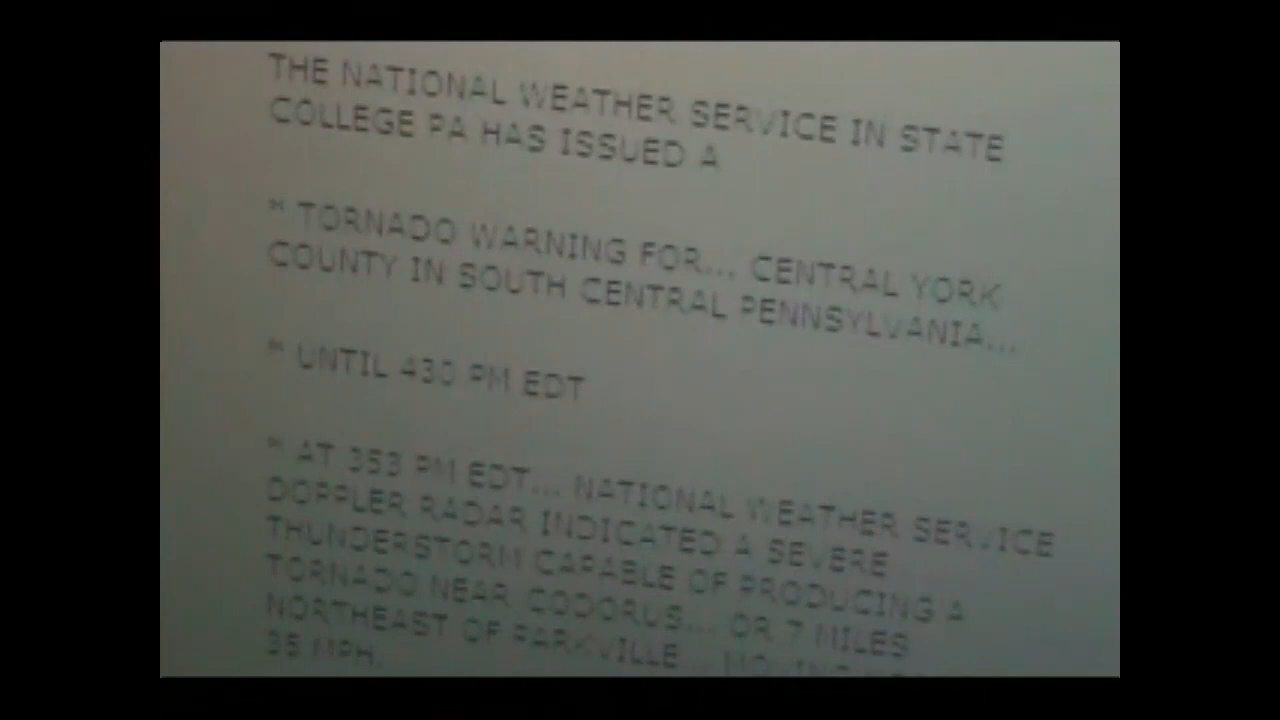 THE NATIONAL WEATHER SERVICE IN STATE
COLLEGE PA HAS ISSUED A
* TORNADO WARNING FOR... CENTRAL YORK
COUNTY IN SOUTH CENTRAL PENNSYLVANIA...
* UNTIL 430 PM EDT
* AT 353 PM EDT... NATIONAL WEATHER SERVICE
DOPPLER RADAR INDICATED A SEVERE
THUNDERSTORM CAPABLE OF PRODUCING A
TORNADO NEAR CODORUS... OR 7 MILES
NORTHEAST OF PARKVILLE... MOVING
35 MPH.